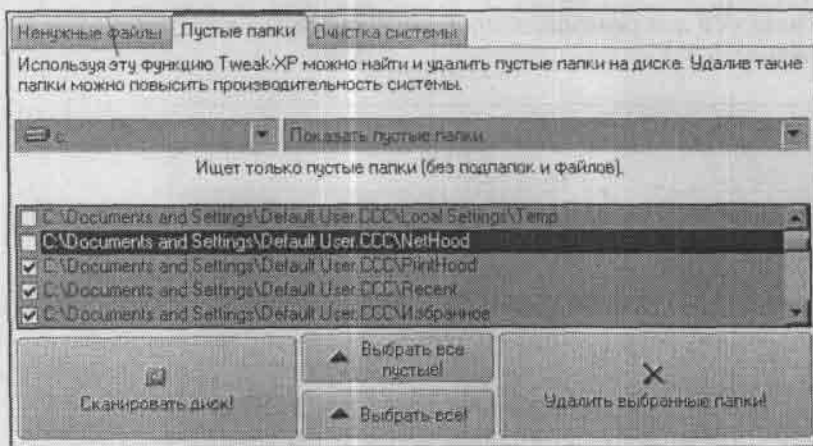 Ненужные файлы Пустые папки Очистка системы
Используя эту функцию Tweak-XP можно найти и удалить пустые папки на диске. Удалив такие
папки можно повысить производительность системы.
c: Показать пустые папки
Ищет только пустые папки (без подпапок и файлов).
C:\Documents and Settings\Default User.CCC\Local Settings\Temp
C:\Documents and Settings\Default User.CCC\NetHood
C:\Documents and Settings\Default User.CCC\PrintHood
C:\Documents and Settings\Default User.CCC\Recent
C:\Documents and Settings\Default User.CCC\Избранное
Сканировать диск!
Выбрать все
пустые!
Выбрать все!
Удалить выбранные папки!